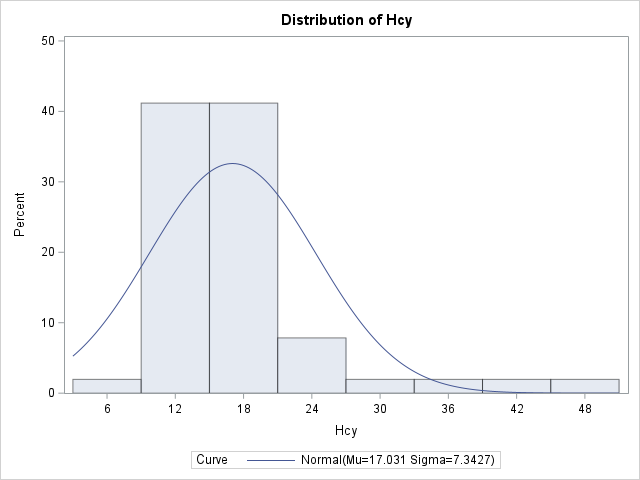 Distribution of Hcy
50
40
30
20
10
0
Percent
6 12 18 24 30 36 42 48
Hcy
Curve Normal(Mu=17.031 Sigma=7.3427)